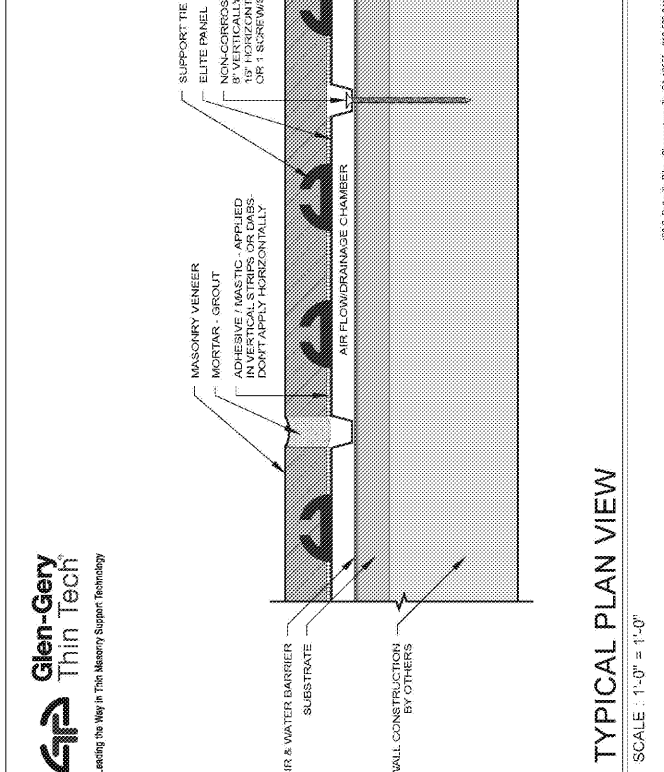 Glen-Gery
Thin Tech®
Leading the Way in Thin Masonry Support Technology
SUPPORT TIE
ELITE PANEL
NON-CORROS
8" VERTICALLY
16" HORIZONT
OR 1 SCREW/S
MASONRY VENEER
MORTAR - GROUT
ADHESIVE / MASTIC - APPLIED
IN VERTICAL STRIPS OR DABS-
DON'T APPLY HORIZONTALLY
AIR FLOW/DRAINAGE CHAMBER
IR & WATER BARRIER
SUBSTRATE
WALL CONSTRUCTION
BY OTHERS
TYPICAL PLAN VIEW
SCALE : 1'-0" = 1'-0"